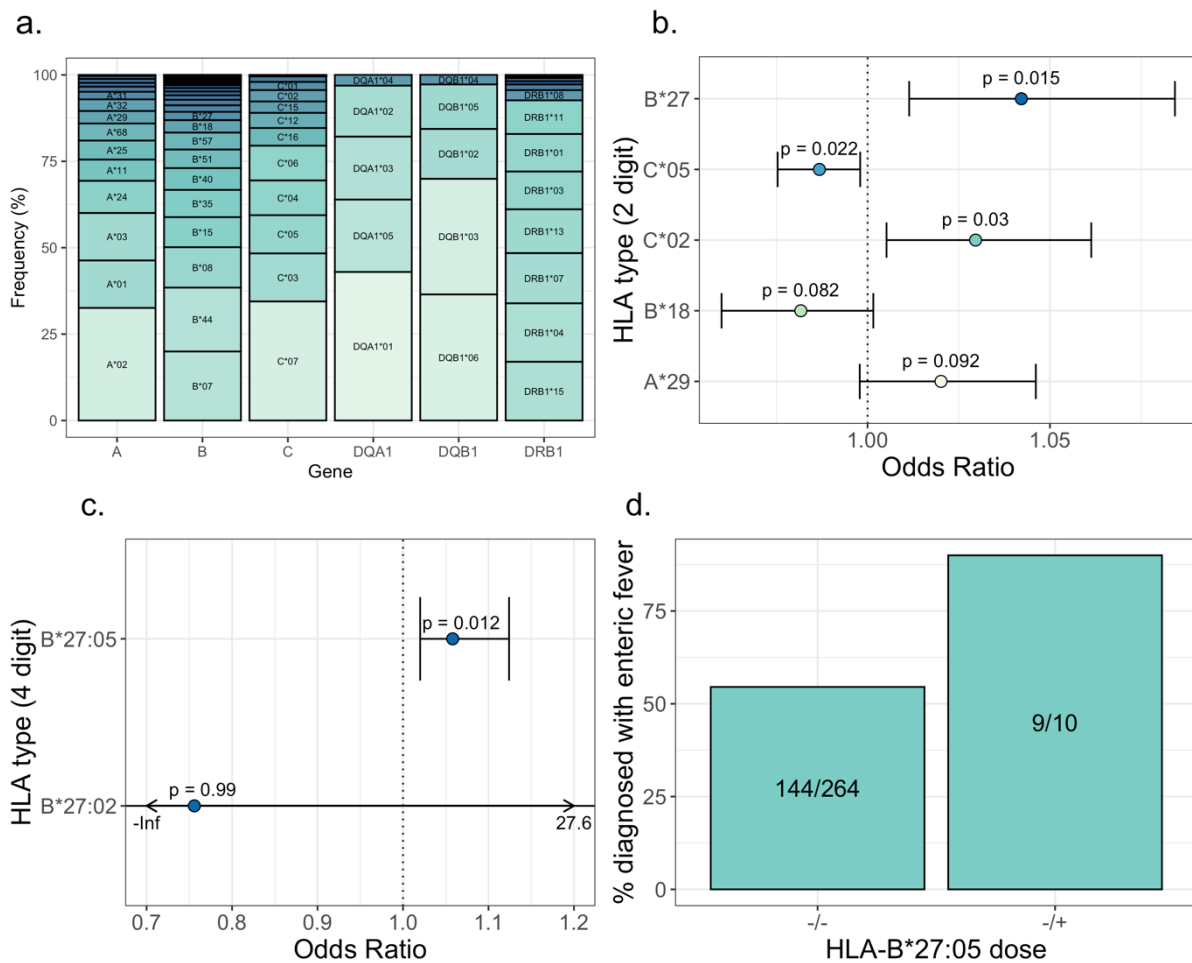 a.
Frequency (%)
100
75
50
25
0
A*31
A*32
A*29
A*68
A*25
A*11
A*24
A*03
A*01
A*02
B*27
B*18
B*57
B*51
B*40
B*35
B*15
B*08
B*44
B*07
C*01
C*02
C*15
C*12
C*16
C*06
C*04
C*05
C*03
C*07
DQA1*04
DQA1*02
DQA1*03
DQA1*05
DQA1*01
DQB1*04
DQB1*05
DQB1*02
DQB1*03
DQB1*06
DRB1*08
DRB1*11
DRB1*01
DRB1*03
DRB1*13
DRB1*07
DRB1*04
DRB1*15
A B C DQA1 DQB1 DRB1
Gene
b.
HLA type (2 digit)
B*27
p = 0.015
C*05
p = 0.022
C*02
p = 0.03
B*18
p = 0.082
A*29
p = 0.092
1.00 1.05
Odds Ratio
c.
HLA type (4 digit)
B*27:05
p = 0.012
B*27:02
p = 0.99
-Inf
27.6
0.7 0.8 0.9 1.0 1.1 1.2
Odds Ratio
d.
% diagnosed with enteric fever
75
50
25
0
144/264
9/10
-/- -/+
HLA-B*27:05 dose